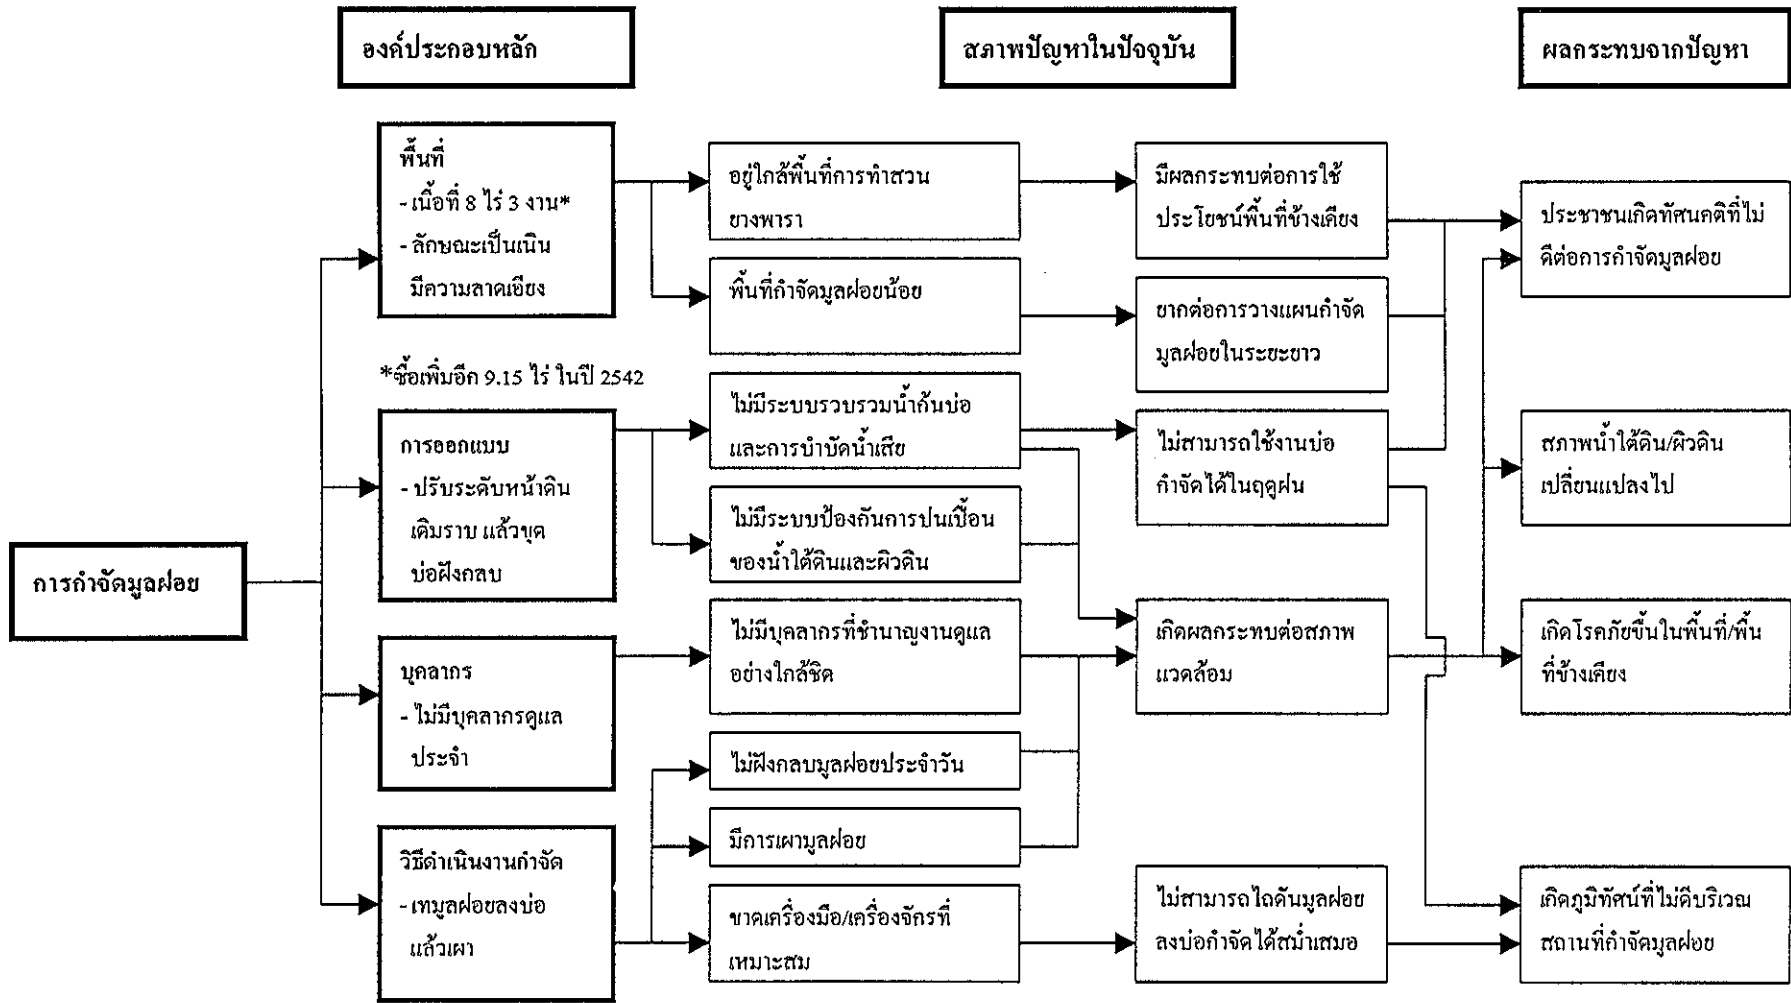 องค์ประกอบหลัก
สภาพปัญหาในปัจจุบัน
ผลกระทบจากปัญหา
การกำจัดมูลฝอย
พื้นที่
- เนื้อที่ 8 ไร่ 3 งาน*
- ลักษณะเป็นเนิน
มีความลาดเอียง
*ซื้อเพิ่มอีก 9.15 ไร่ ในปี 2542
การออกแบบ
- ปรับระดับหน้าดิน
เดิมราบ แล้วขุด
บ่อฝังกลบ
บุคลากร
- ไม่มีบุคลากรดูแล
ประจำ
วิธีดำเนินงานกำจัด
- เทมูลฝอยลงบ่อ
แล้วเผา
อยู่ใกล้พื้นที่การทำสวน
ยางพารา
พื้นที่กำจัดมูลฝอยน้อย
ไม่มีระบบรวบรวมน้ำก้นบ่อ
และการบำบัดน้ำเสีย
ไม่มีระบบป้องกันการปนเปื้อน
ของน้ำใต้ดินและผิวดิน
ไม่มีบุคลากรที่ชำนาญงานดูแล
อย่างใกล้ชิด
ไม่ฝังกลบมูลฝอยประจำวัน
มีการเผามูลฝอย
ขาดเครื่องมือ/เครื่องจักรที่
เหมาะสม
มีผลกระทบต่อการใช้
ประโยชน์พื้นที่ข้างเคียง
ยากต่อการวางแผนกำจัด
มูลฝอยในระยะยาว
ไม่สามารถใช้งานบ่อ
กำจัดได้ในฤดูฝน
เกิดผลกระทบต่อสภาพ
แวดล้อม
ไม่สามารถไถดันมูลฝอย
ลงบ่อกำจัดได้สม่ำเสมอ
ประชาชนเกิดทัศนคติที่ไม่
ดีต่อการกำจัดมูลฝอย
สภาพน้ำใต้ดิน/ผิวดิน
เปลี่ยนแปลงไป
เกิดโรคภัยขึ้นในพื้นที่/พื้น
ที่ข้างเคียง
เกิดภูมิทัศน์ที่ไม่ดีบริเวณ
สถานที่กำจัดมูลฝอย